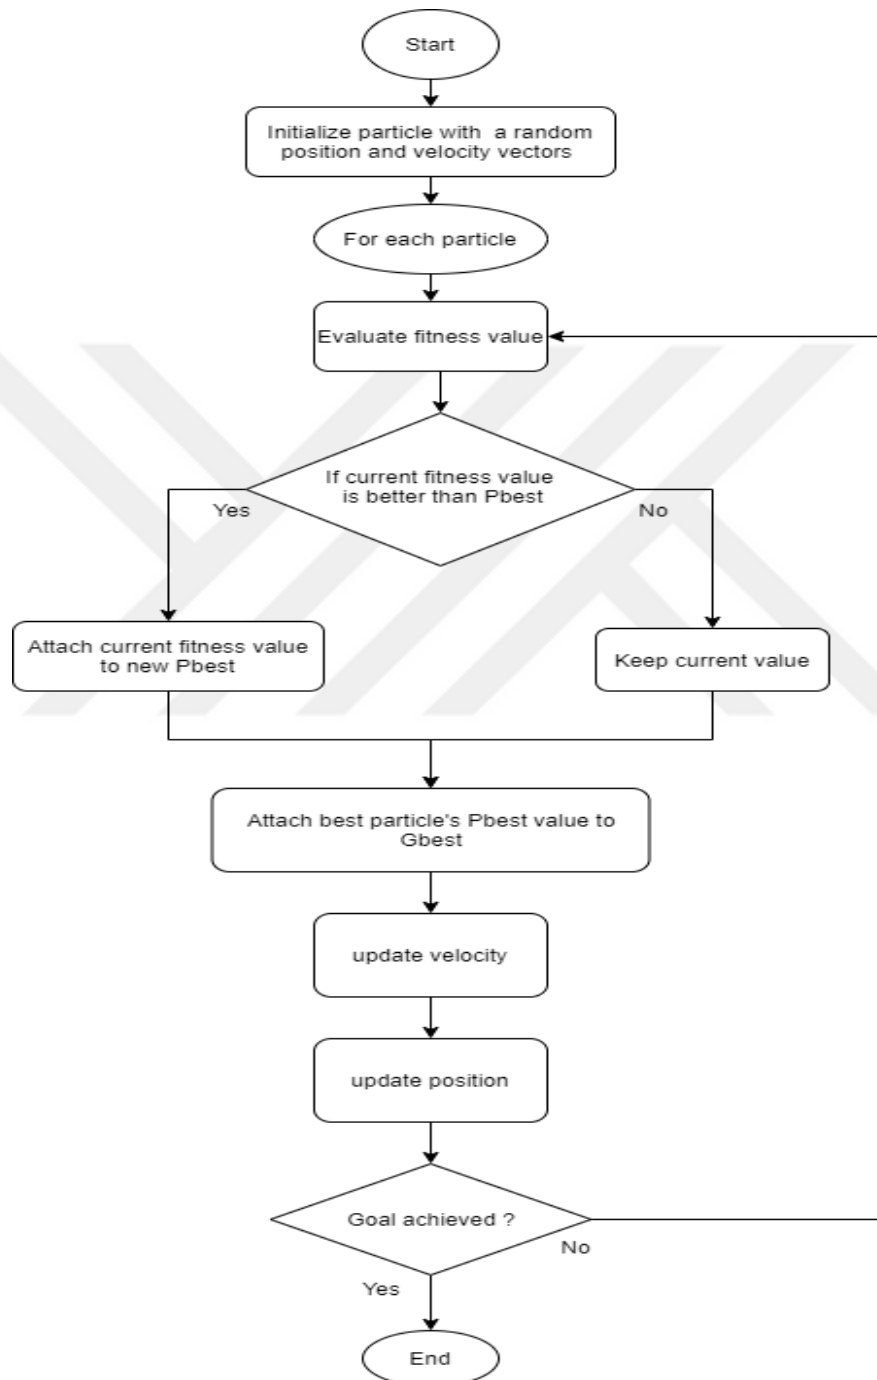 Start
Initialize particle with a random
position and velocity vectors
For each particle
Evaluate fitness value
If current fitness value
is better than Pbest
Yes
No
Attach current fitness value
to new Pbest
Keep current value
Attach best particle's Pbest value to
Gbest
update velocity
update position
Goal achieved ?
No
Yes
End